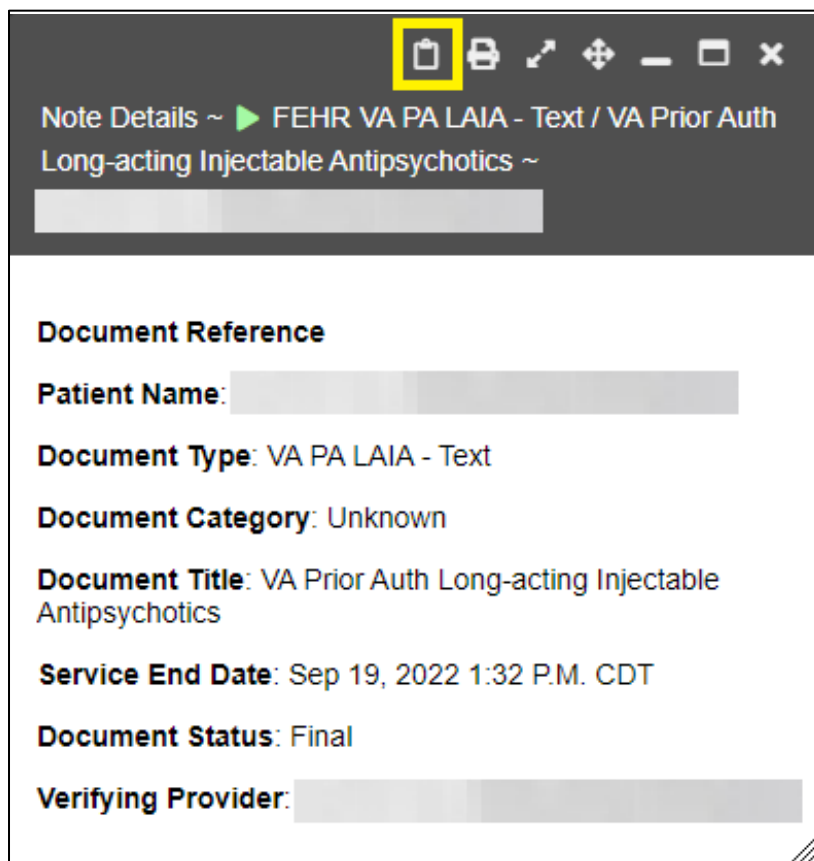 Note Details ~ FEHR VA PA LAIA - Text / VA Prior Auth
Long-acting Injectable Antipsychotics ~
Document Reference
Patient Name:
Document Type: VA PA LAIA - Text
Document Category: Unknown
Document Title: VA Prior Auth Long-acting Injectable
Antipsychotics
Service End Date: Sep 19, 2022 1:32 P.M. CDT
Document Status: Final
Verifying Provider: